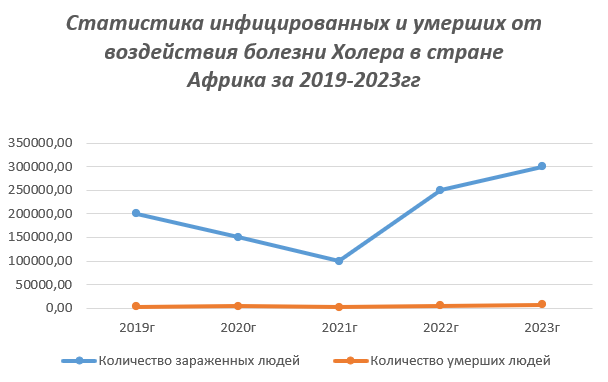 Статистика инфицированных и умерших от
воздействия болезни Холера в стране
Африка за 2019-2023гг
350000,00
300000,00
250000,00
200000,00
150000,00
100000,00
50000,00
0,00
2019г 2020г 2021г 2022г 2023г
Количество зараженных людей Количество умерших людей